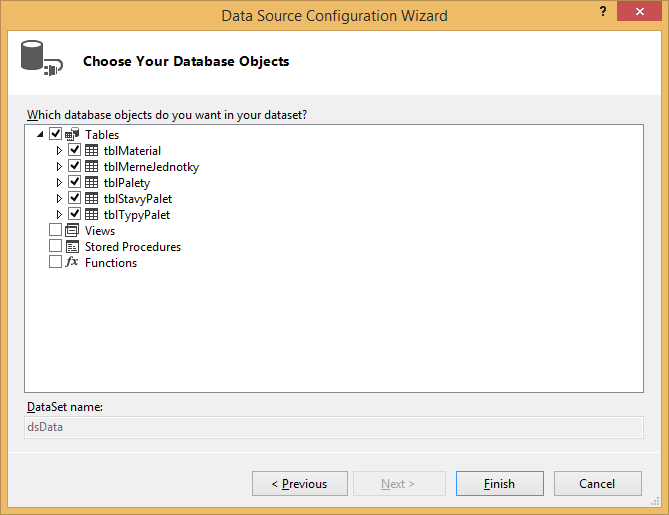 Data Source Configuration Wizard
?
Choose Your Database Objects
Which database objects do you want in your dataset?
Tables
tblMaterial
tblMerneJednotky
tblPalety
tblStavyPalet
tblTypyPalet
Views
Stored Procedures
fx Functions
DataSet name:
dsData
< Previous Next > Finish Cancel